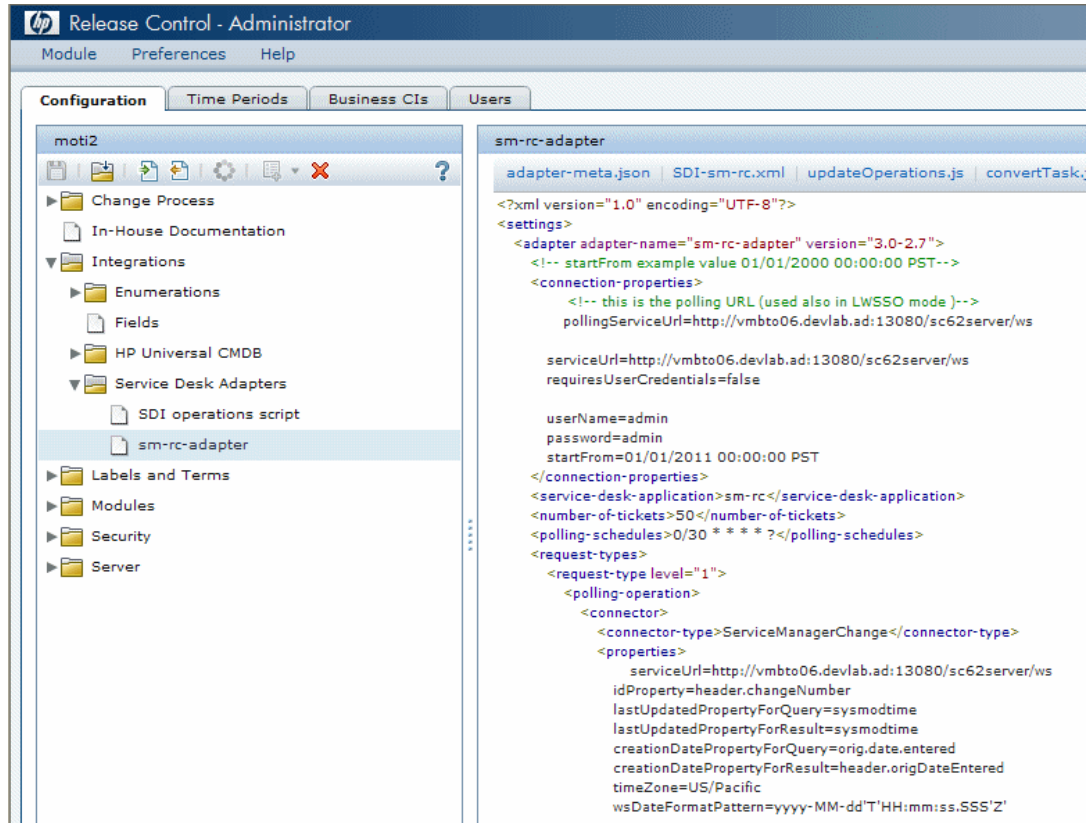 hp Release Control - Administrator
Module Preferences Help
Configuration Time Periods Business CIs Users
moti2
?
Change Process
In-House Documentation
Integrations
Enumerations
Fields
HP Universal CMDB
Service Desk Adapters
SDI operations script
sm-rc-adapter
Labels and Terms
Modules
Security
Server
sm-rc-adapter
adapter-meta.json | SDI-sm-rc.xml | updateOperations.js | convertTask.
<?xml version="1.0" encoding="UTF-8"?>
<settings>
<adapter adapter-name="sm-rc-adapter" version="3.0-2.7">
<!-- startFrom example value 01/01/2000 00:00:00 PST-->
<connection-properties>
<!-- this is the polling URL (used also in LWSSO mode )-->
pollingServiceUrl=http://vmbto06.devlab.ad:13080/sc62server/ws
serviceUrl=http://vmbto06.devlab.ad:13080/sc62server/ws
requiresUserCredentials=false
userName=admin
password=admin
startFrom=01/01/2011 00:00:00 PST
</connection-properties>
<service-desk-application>sm-rc</service-desk-application>
<number-of-tickets>50</number-of-tickets>
<polling-schedules>0/30 * * * * ?</polling-schedules>
<request-types>
<request-type level="1">
<polling-operation>
<connector>
<connector-type>ServiceManagerChange</connector-type>
<properties>
serviceUrl=http://vmbto06.devlab.ad:13080/sc62server/ws
idProperty=header.changeNumber
lastUpdatedPropertyForQuery=sysmodtime
lastUpdatedPropertyForResult=sysmodtime
creationDatePropertyForQuery=orig.date.entered
creationDatePropertyForResult=header.origDateEntered
timeZone=US/Pacific
wsDateFormatPattern=yyyy-MM-dd'T'HH:mm:ss.SSS'Z'